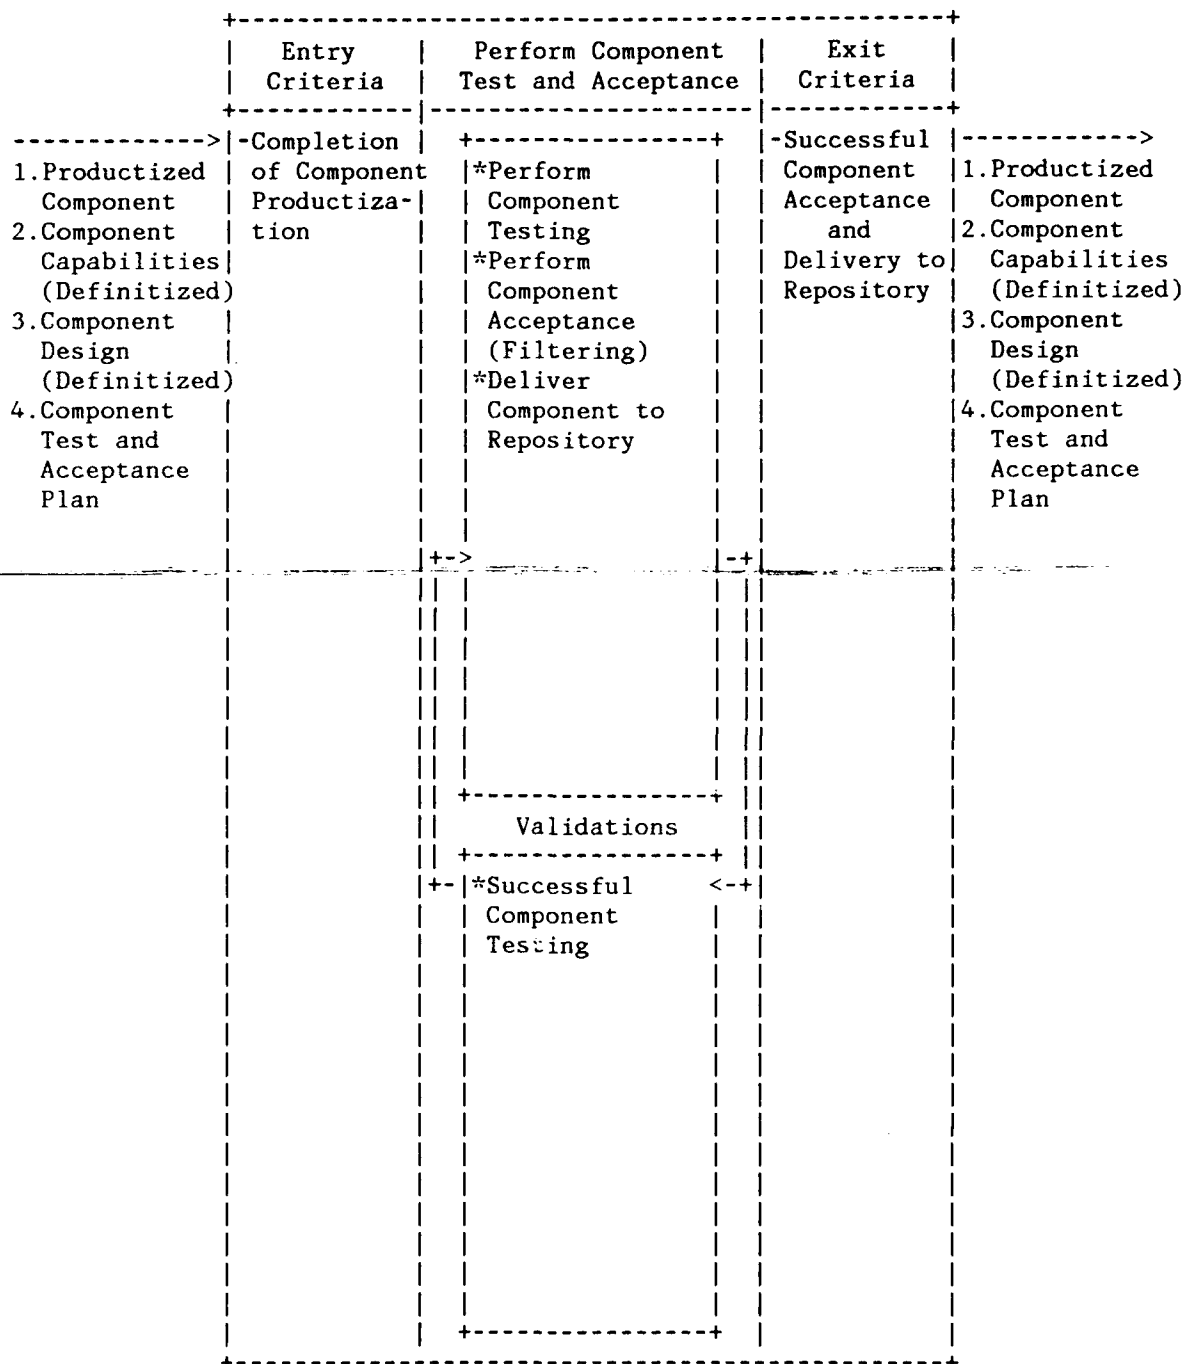 Entry Criteria
Perform Component Test and Acceptance
Exit Criteria
1.Productized
Component
2.Component
Capabilities
(Definitized)
3.Component
Design
(Definitized)
4.Component
Test and
Acceptance
Plan
-Completion
of Component
Productiza-
tion
*Perform
Component
Testing
*Perform
Component
Acceptance
(Filtering)
*Deliver
Component to
Repository
Validations
*Successful
Component
Testing
-Successful
Component
Acceptance
and
Delivery to
Repository
1.Productized
Component
2.Component
Capabilities
(Definitized)
3.Component
Design
(Definitized)
4.Component
Test and
Acceptance
Plan